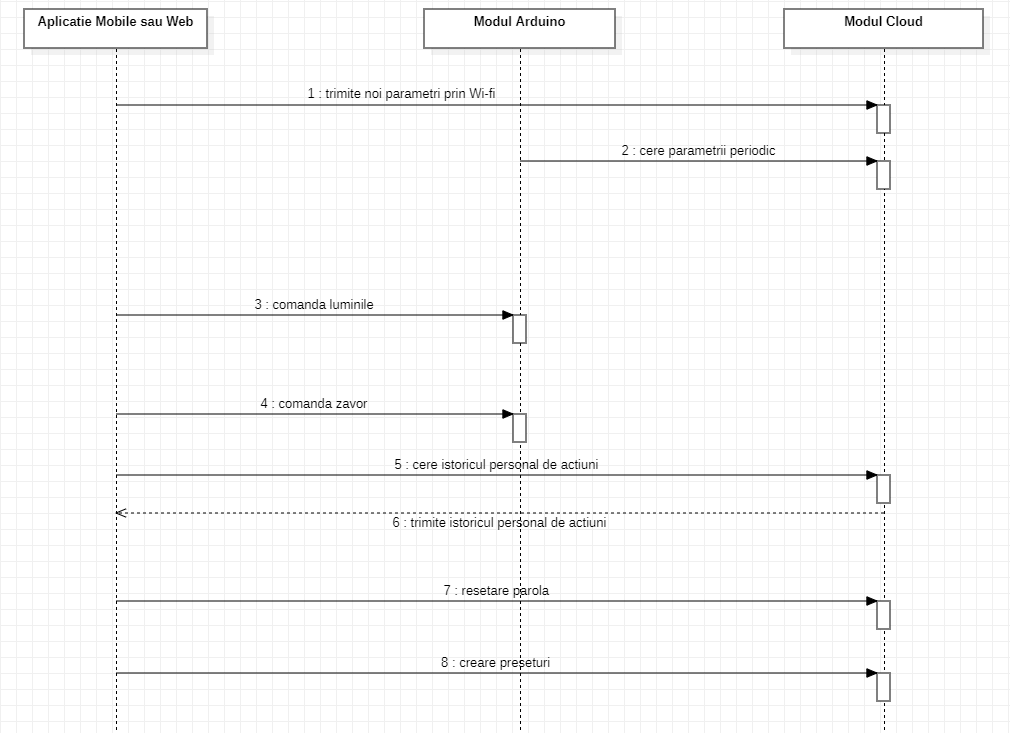 Aplicatie Mobile sau Web
Modul Arduino
Modul Cloud
1 : trimite noi parametri prin Wi-fi
2 : cere parametrii periodic
3 : comanda luminile
4 : comanda zavor
5 : cere istoricul personal de actiuni
6 : trimite istoricul personal de actiuni
7 : resetare parola
8 : creare preseturi